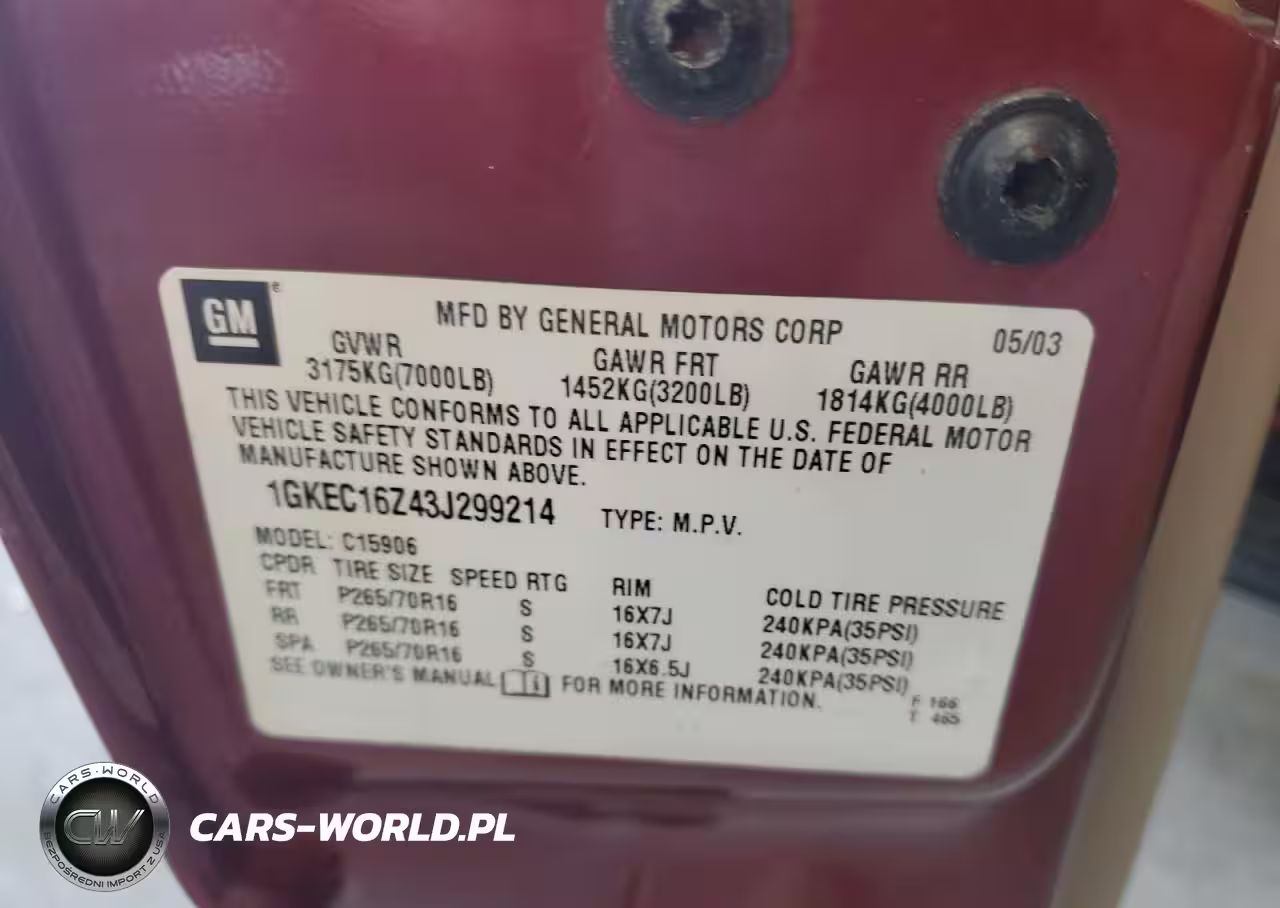 GM
MFD BY GENERAL MOTORS CORP 05/03
GVWR GAWR FRT GAWR RR
3175KG(7000LB) 1452KG(3200LB) 1814KG(4000LB)
THIS VEHICLE CONFORMS TO ALL APPLICABLE U.S. FEDERAL MOTOR
VEHICLE SAFETY STANDARDS IN EFFECT ON THE DATE OF
MANUFACTURE SHOWN ABOVE.
1GKEC16Z43J299214 TYPE: M.P.V.
MODEL: C15906
CPDR TIRE SIZE SPEED RTG RIM COLD TIRE PRESSURE
FRT P265/70R16 S 16X7J 240KPA(35PSI)
RR P265/70R16 S 16X7J 240KPA(35PSI)
SPA P265/70R16 S 16X6.5J 240KPA(35PSI)
SEE OWNER'S MANUAL FOR MORE INFORMATION.
F 166
T 465
CARS-WORLD
CW
BEZPOŚREDNI IMPORT Z USA
CARS-WORLD.PL